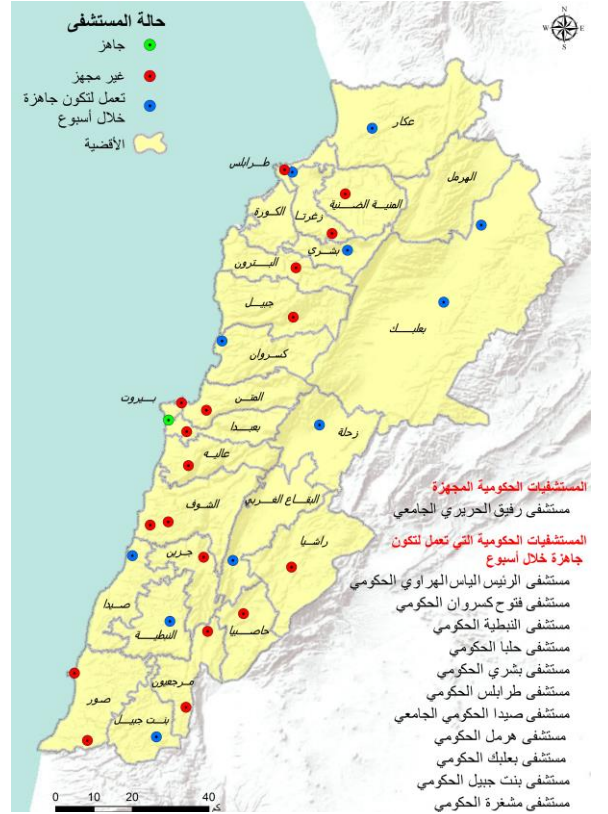 حالة المستشفى
جاهز
غير مجهز
تعمل لتكون جاهزة
خلال أسبوع
الأقضية
N
W
E
S
عكار
طرابلس
الهرمل
المنية الضنية
زغرتا
الكورة
بشري
البترون
جبيل
بعلبك
كسروان
المتن
بيروت
بعبدا
زحلة
عاليه
البقاع الغربي
الشوف
راشيا
جزين
صيدا
حاصبيا
النبطية
مرجعيون
صور
بنت جبيل
المستشفيات الحكومية المجهزة
مستشفى رفيق الحريري الجامعي
المستشفيات الحكومية التي تعمل لتكون
جاهزة خلال أسبوع
مستشفى الرئيس الياس الهراوي الحكومي
مستشفى فتوح كسروان الحكومي
مستشفى النبطية الحكومي
مستشفى حلبا الحكومي
مستشفى بشري الحكومي
مستشفى طرابلس الحكومي
مستشفى صيدا الحكومي الجامعي
مستشفى هرمل الحكومي
مستشفى بعلبك الحكومي
مستشفى بنت جبيل الحكومي
مستشفى مشغرة الحكومي
0 10 20 40
كم